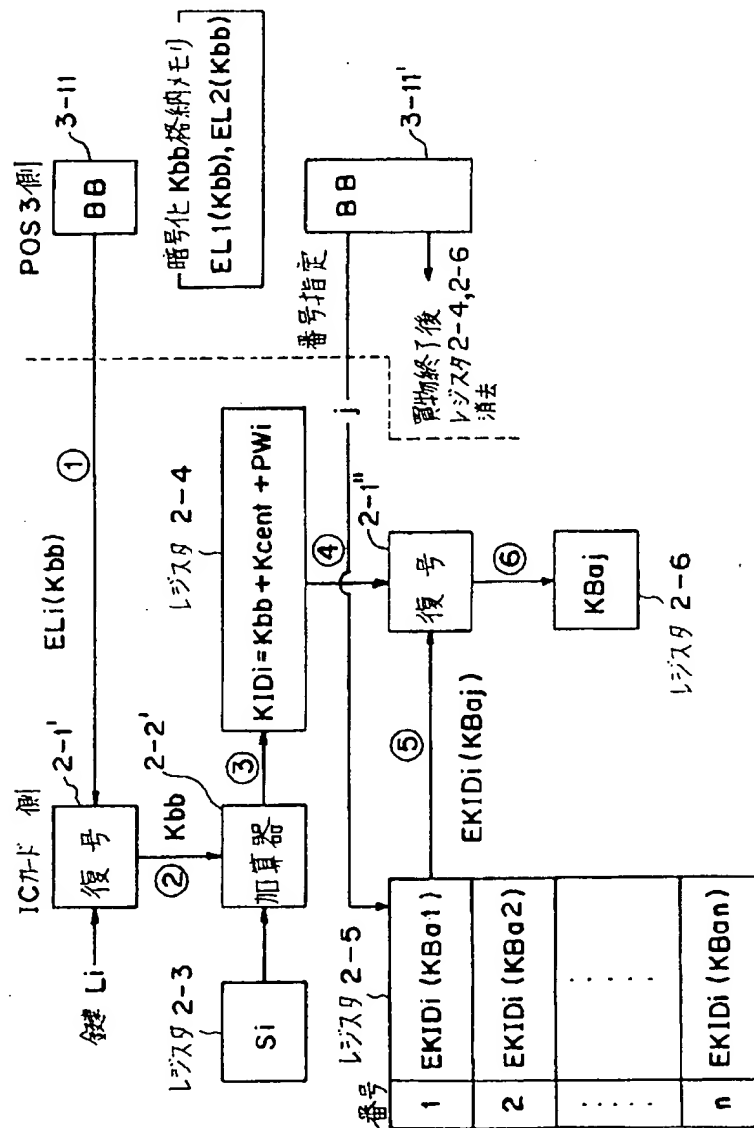 ICカード 側
POS 3 側
鍵 Li
2-1'
復 号
①
ELi(Kbb)
3-11
BB
② Kbb
暗号化 Kbb格納メモリ
EL1(Kbb), EL2(Kbb)
レジスタ 2-3
Si
2-2'
加算器
③
レジスタ 2-4
KIDi=Kbb+Kcent+PWi
④
j
番号指定
BB
3-11'
買物終了後
レジスタ2-4,2-6
消去
番号
レジスタ 2-5
1 EKIDi(KBa1)
2 EKIDi(KBa2)
..... .....
n EKIDi(KBan)
⑤
EKIDi(KBaj)
2-1"
復 号
⑥
KBaj
レジスタ 2-6